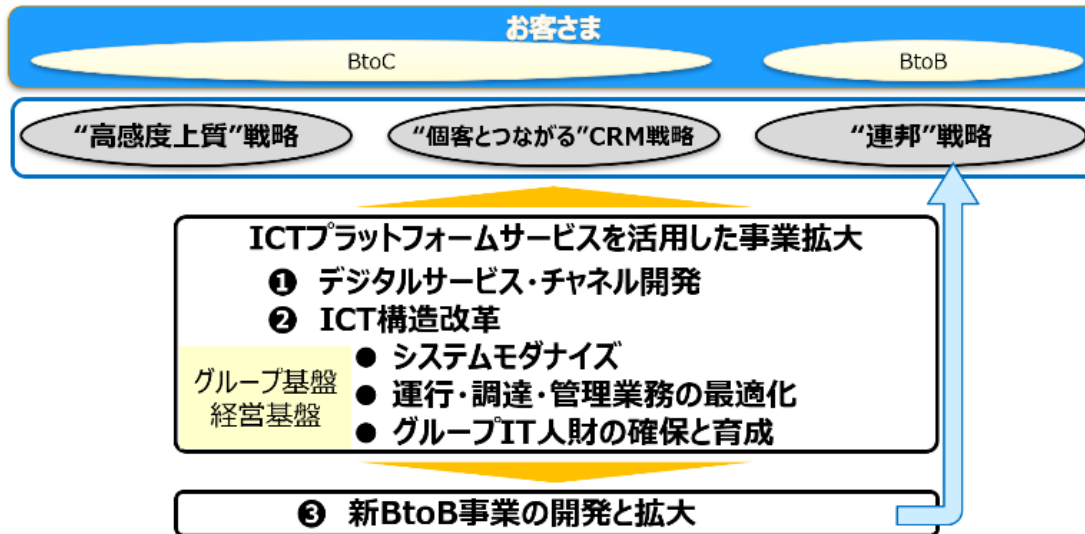 お客さま
BtoC
BtoB
“高感度上質”戦略
“個客とつながる”CRM戦略
“連邦”戦略
ICTプラットフォームサービスを活用した事業拡大
❶ デジタルサービス・チャネル開発
❷ ICT構造改革
● システムモダナイズ
● 運行・調達・管理業務の最適化
● グループIT人財の確保と育成
グループ基盤
経営基盤
❸ 新BtoB事業の開発と拡大